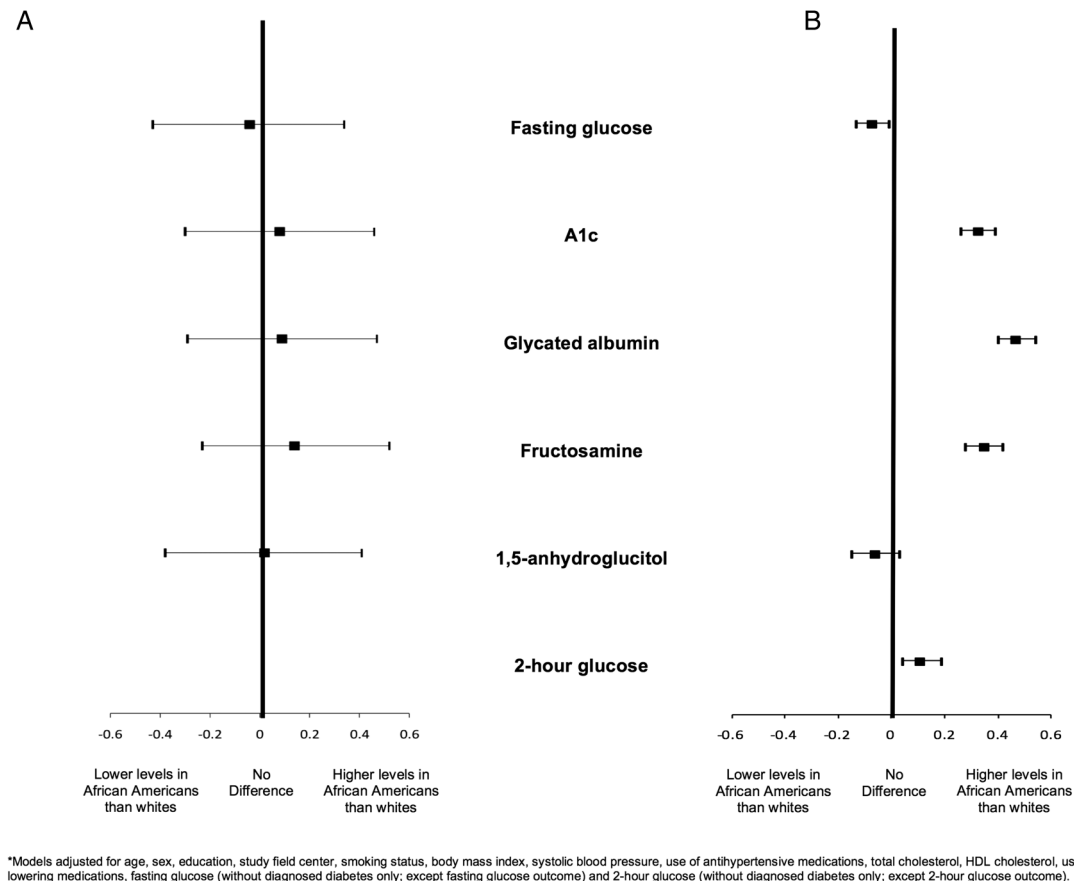 A
B
Fasting glucose
A1c
Glycated albumin
Fructosamine
1,5-anhydroglucitol
2-hour glucose
-0.6 -0.4 -0.2 0 0.2 0.4 0.6
-0.6 -0.4 -0.2 0 0.2 0.4 0.6
Lower levels in
African Americans
than whites
No
Difference
Higher levels in
African Americans
than whites
Lower levels in
African Americans
than whites
No
Difference
Higher levels in
African Americans
than whites
*Models adjusted for age, sex, education, study field center, smoking status, body mass index, systolic blood pressure, use of antihypertensive medications, total cholesterol, HDL cholesterol, us
lowering medications, fasting glucose (without diagnosed diabetes only; except fasting glucose outcome) and 2-hour glucose (without diagnosed diabetes only; except 2-hour glucose outcome).